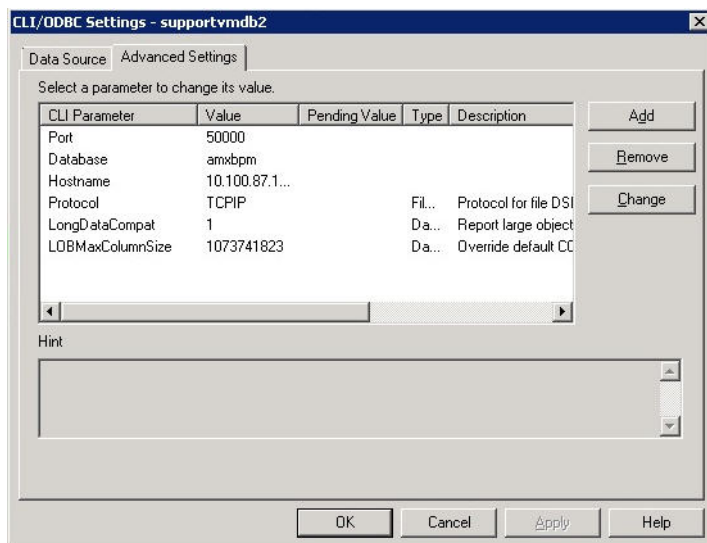 CLI/ODBC Settings - supportvmdb2
Data Source Advanced Settings
Select a parameter to change its value.
CLI Parameter Value Pending Value Type Description
Port 50000
Database amxbpm
Hostname 10.100.87.1...
Protocol TCPIP Fil... Protocol for file DSI
LongDataCompat 1 Da... Report large object
LOBMaxColumnSize 1073741823 Da... Override default CC
Add
Remove
Change
Hint
OK Cancel Apply Help